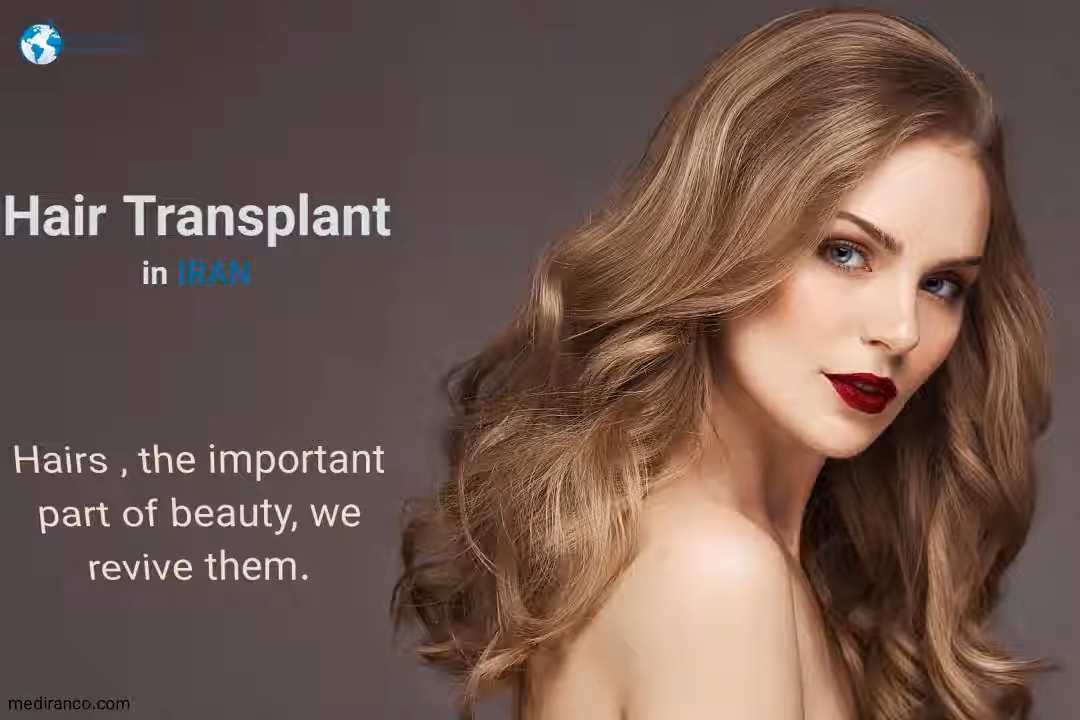 Hair Transplant
in IRAN
Hairs , the important
part of beauty, we
revive them.
mediranco.com